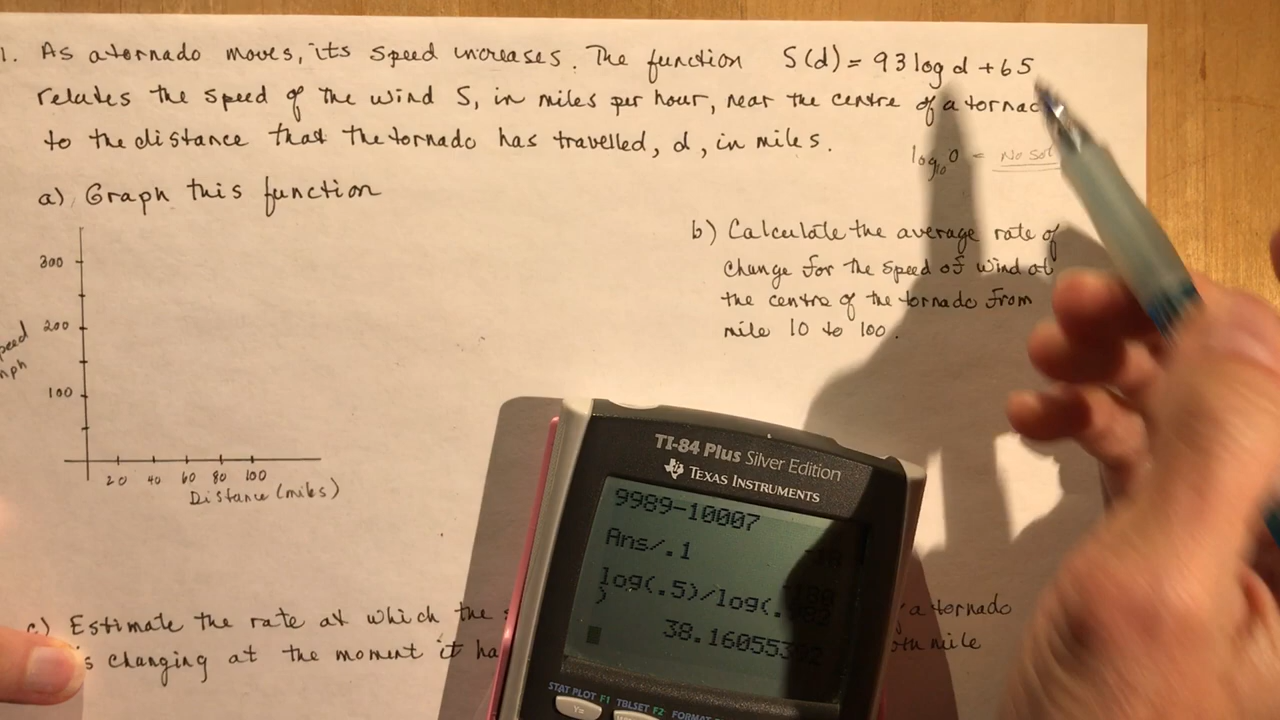 1. As a tornado moves, its speed increases. The function S(d) = 93 log d + 65
relates the speed of the wind S, in miles per hour, near the centre of a tornado
to the distance that the tornado has travelled, d, in miles.
log₁₀0 = No sol
a) Graph this function
300
200
100
20 40 60 80 100
Distance (miles)
b) Calculate the average rate of
change for the speed of wind at
the centre of the tornado from
mile 10 to 100.
c) Estimate the rate at which the
a tornado
is changing at the moment it ha
mile
TI-84 Plus Silver Edition
TEXAS INSTRUMENTS
9989-10007
Ans/.1
log(.5)/log(.
)
38.16055
STAT PLOT F1 TBLSET F2 FORMAT
Y=